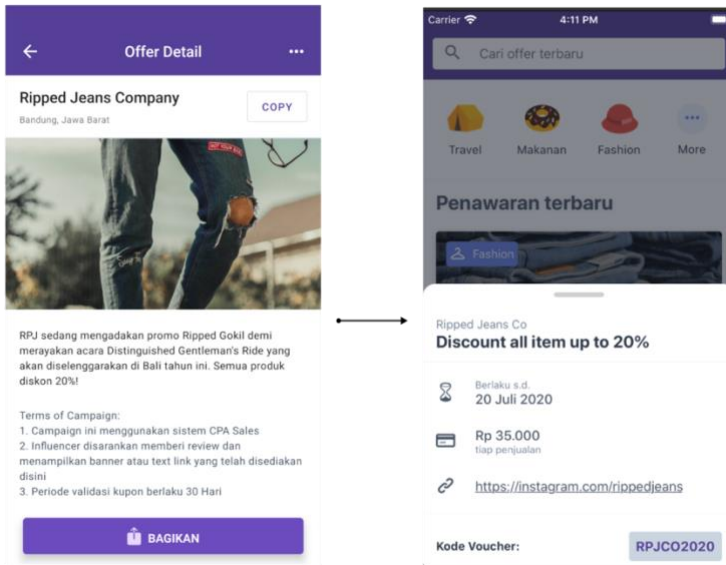 Offer Detail
Ripped Jeans Company
COPY
Bandung, Jawa Barat
RPJ sedang mengadakan promo Ripped Gokil demi
merayakan acara Distinguished Gentleman's Ride yang
akan diselenggarakan di Bali tahun ini. Semua produk
diskon 20%!
Terms of Campaign:
1. Campaign ini menggunakan sistem CPA Sales
2. Influencer disarankan memberi review dan
menampilkan banner atau text link yang telah disediakan
disini
3. Periode validasi kupon berlaku 30 Hari
BAGIKAN
Carrier 4:11 PM
Cari offer terbaru
Travel Makanan Fashion More
Penawaran terbaru
Fashion
Ripped Jeans Co
Discount all item up to 20%
Berlaku s.d.
20 Juli 2020
Rp 35.000
tiap penjualan
https://instagram.com/rippedjeans
Kode Voucher: RPJCO2020